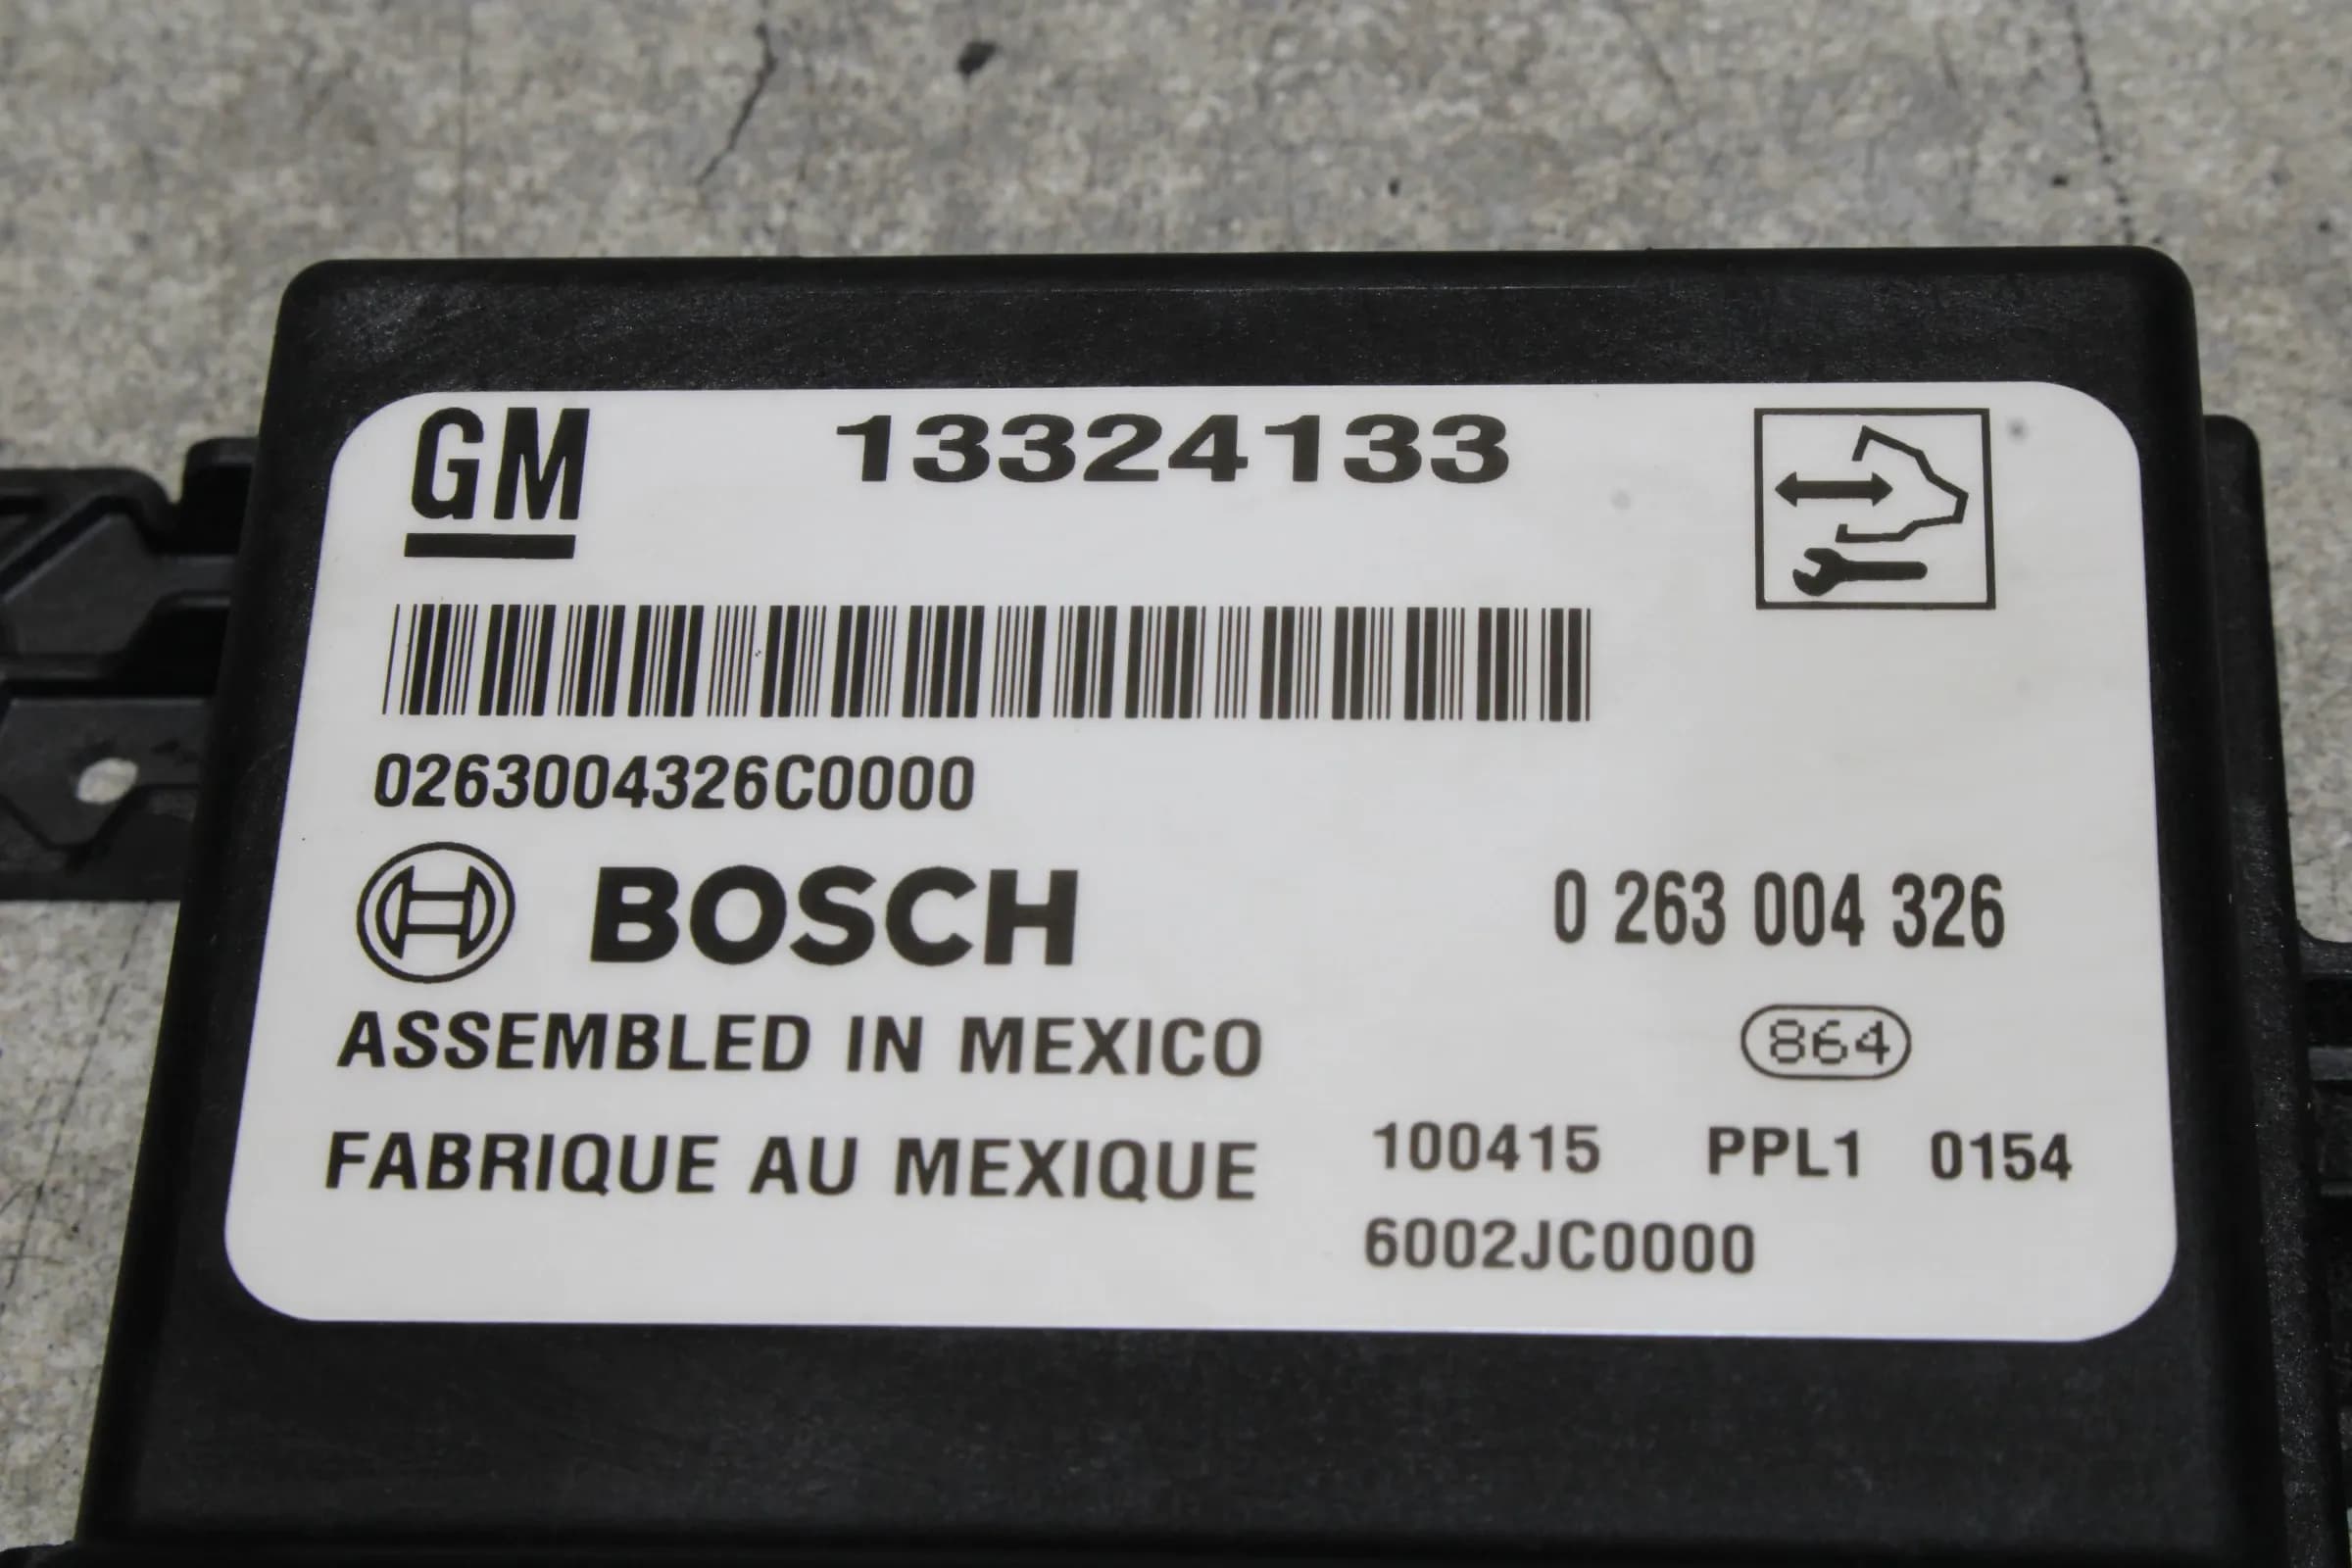 GM 13324133
0263004326C0000
BOSCH 0 263 004 326
ASSEMBLED IN MEXICO 864
FABRIQUE AU MEXIQUE 100415 PPL1 0154
6002JC0000